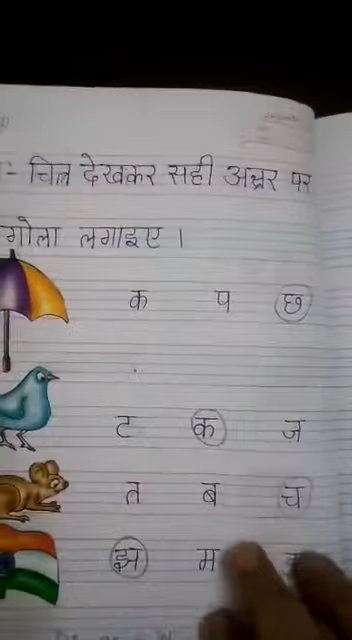 :- चित्र देखकर सही अक्षर पर
गोला लगाइए ।
क प छ
ट क ज
त ब च
झ म